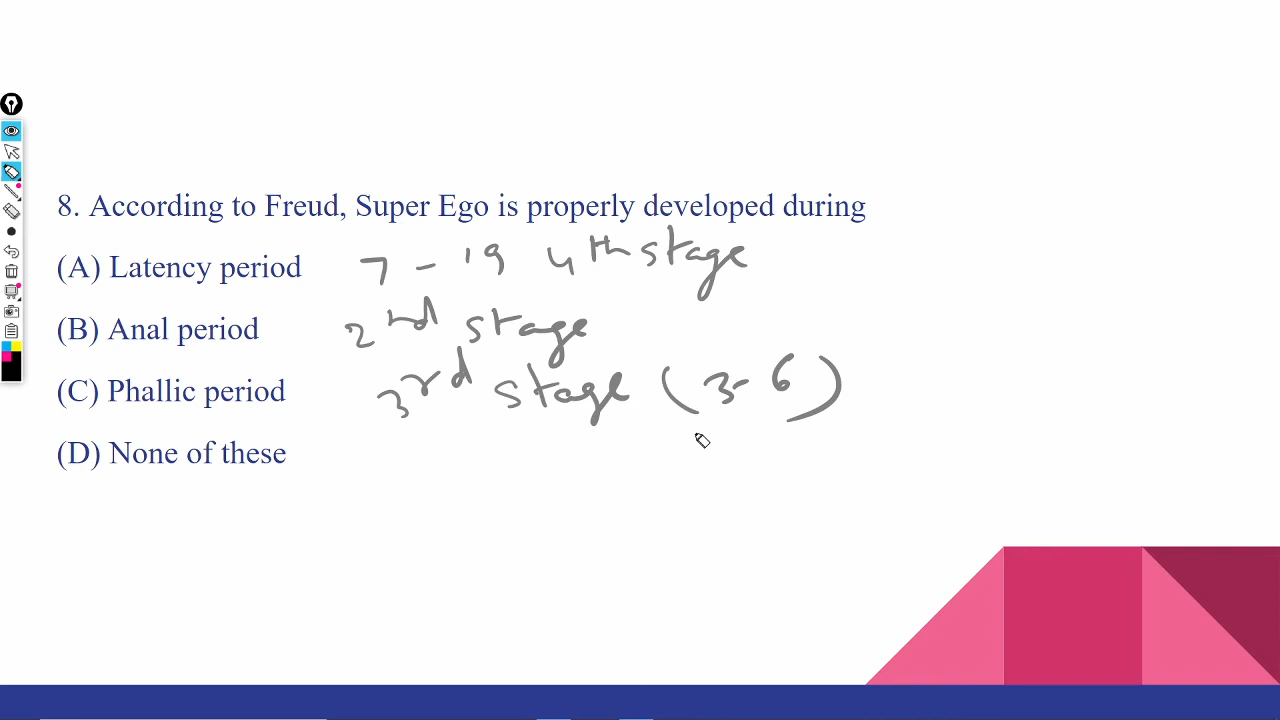 8. According to Freud, Super Ego is properly developed during
(A) Latency period 7 - 19 4th stage
(B) Anal period 2nd stage
(C) Phallic period 3rd stage (3-6)
(D) None of these